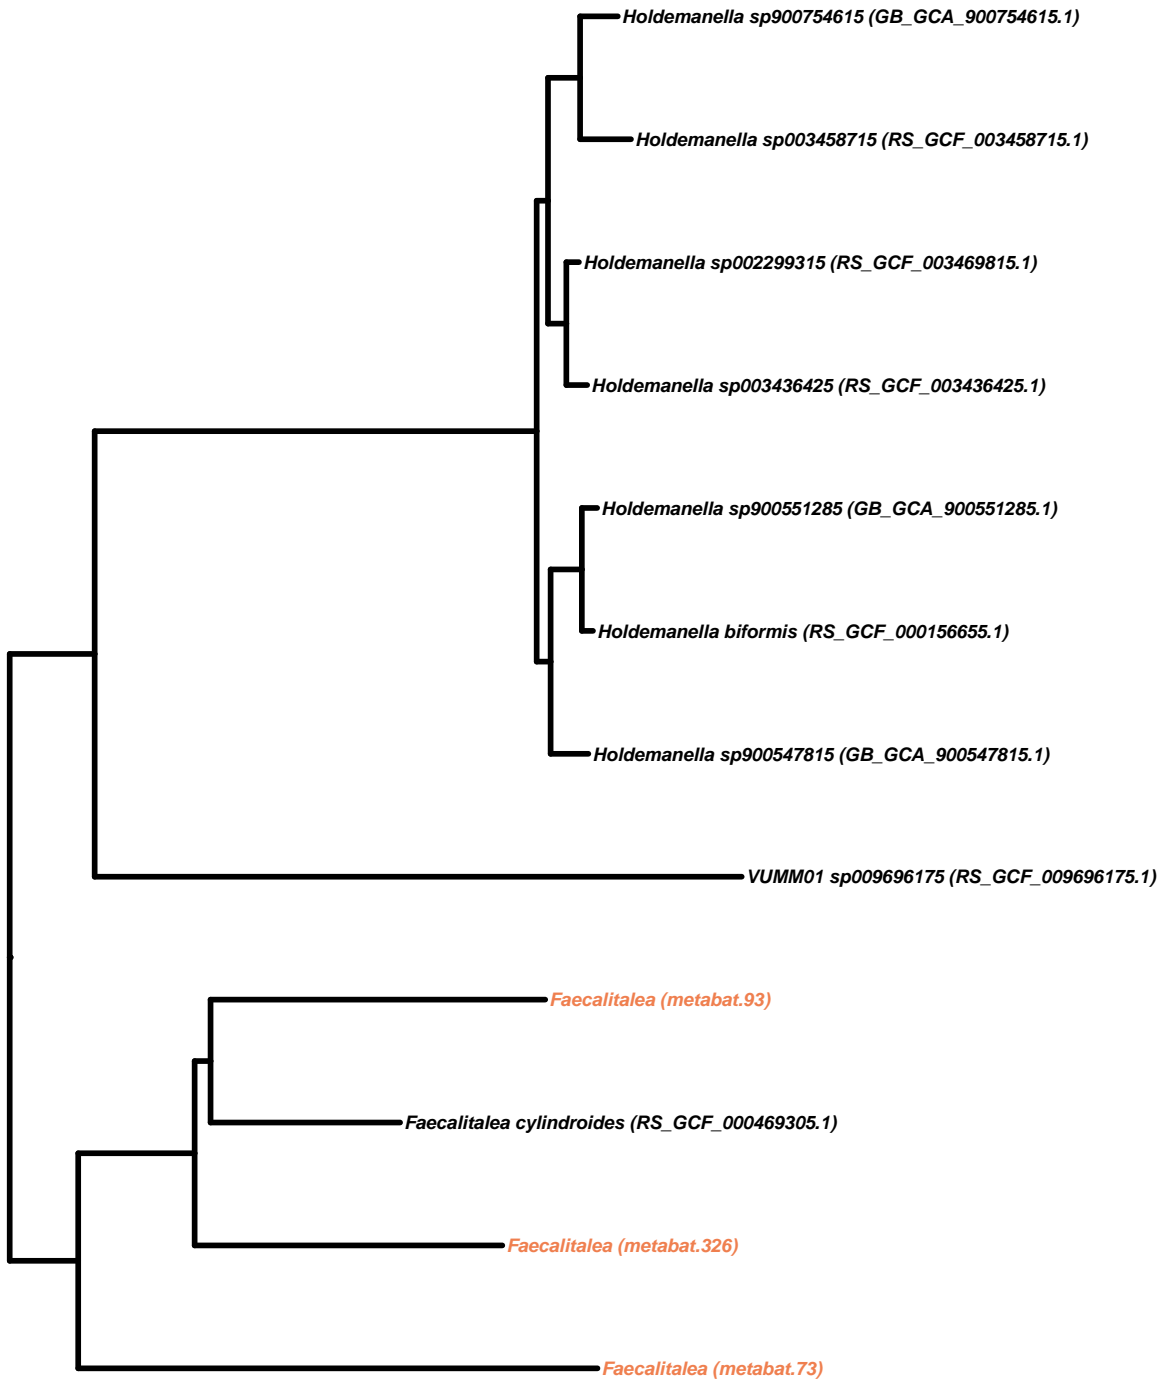 Holdemanella sp900754615 (GB_GCA_900754615.1)
Holdemanella sp003458715 (RS_GCF_003458715.1)
Holdemanella sp002299315 (RS_GCF_003469815.1)
Holdemanella sp003436425 (RS_GCF_003436425.1)
Holdemanella sp900551285 (GB_GCA_900551285.1)
Holdemanella biformis (RS_GCF_000156655.1)
Holdemanella sp900547815 (GB_GCA_900547815.1)
VUMM01 sp009696175 (RS_GCF_009696175.1)
Faecalitalea (metabat.93)
Faecalitalea cylindroides (RS_GCF_000469305.1)
Faecalitalea (metabat.326)
Faecalitalea (metabat.73)